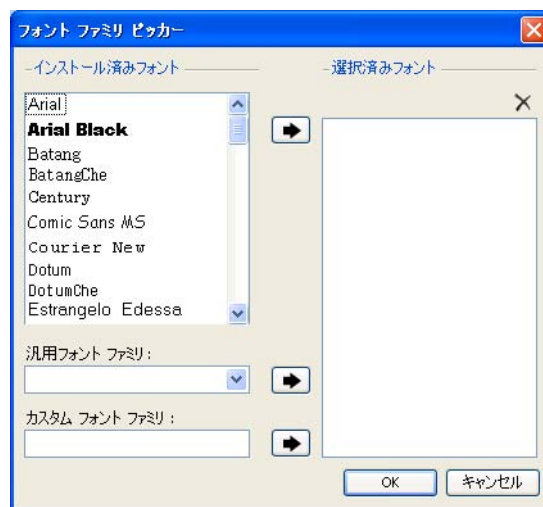 フォント ファミリ ピッカー
インストール済みフォント
選択済みフォント
Arial
Arial Black
Batang
BatangChe
Century
Comic Sans MS
Courier New
Dotum
DotumChe
Estrangelo Edessa
汎用フォント ファミリ :
カスタム フォント ファミリ :
OK
キャンセル